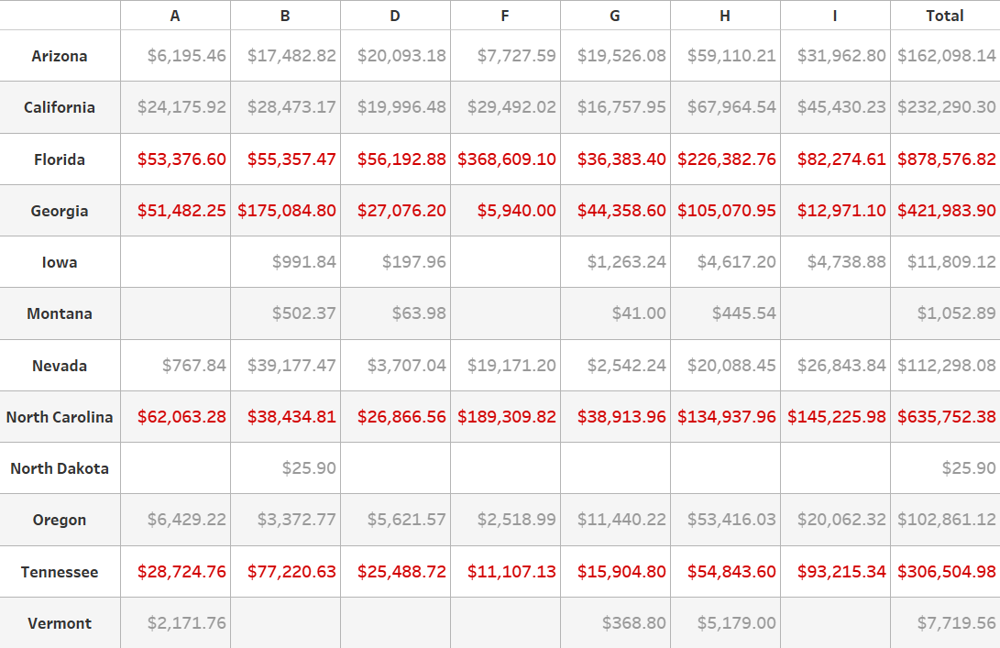 A B D F G H I Total
Arizona $6,195.46 $17,482.82 $20,093.18 $7,727.59 $19,526.08 $59,110.21 $31,962.80 $162,098.14
California $24,175.92 $28,473.17 $19,996.48 $29,492.02 $16,757.95 $67,964.54 $45,430.23 $232,290.30
Florida $53,376.60 $55,357.47 $56,192.88 $368,609.10 $36,383.40 $226,382.76 $82,274.61 $878,576.82
Georgia $51,482.25 $175,084.80 $27,076.20 $5,940.00 $44,358.60 $105,070.95 $12,971.10 $421,983.90
Iowa $991.84 $197.96 $1,263.24 $4,617.20 $4,738.88 $11,809.12
Montana $502.37 $63.98 $41.00 $445.54 $1,052.89
Nevada $767.84 $39,177.47 $3,707.04 $19,171.20 $2,542.24 $20,088.45 $26,843.84 $112,298.08
North Carolina $62,063.28 $38,434.81 $26,866.56 $189,309.82 $38,913.96 $134,937.96 $145,225.98 $635,752.38
North Dakota $25.90 $25.90
Oregon $6,429.22 $3,372.77 $5,621.57 $2,518.99 $11,440.22 $53,416.03 $20,062.32 $102,861.12
Tennessee $28,724.76 $77,220.63 $25,488.72 $11,107.13 $15,904.80 $54,843.60 $93,215.34 $306,504.98
Vermont $2,171.76 $368.80 $5,179.00 $7,719.56